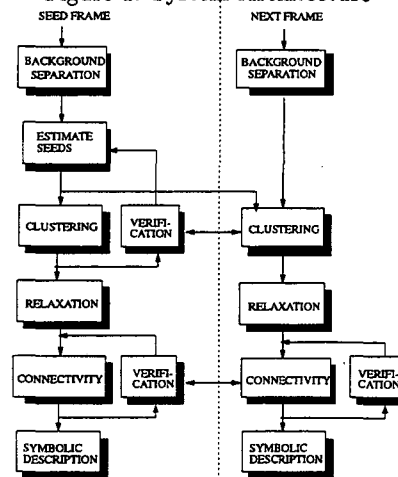 SEED FRAME
BACKGROUND
SEPARATION
ESTIMATE
SEEDS
CLUSTERING
VERIFI-
CATION
RELAXATION
CONNECTIVITY
VERIFI-
CATION
SYMBOLIC
DESCRIPTION
NEXT FRAME
BACKGROUND
SEPARATION
CLUSTERING
RELAXATION
CONNECTIVITY
VERIFI-
CATION
SYMBOLIC
DESCRIPTION